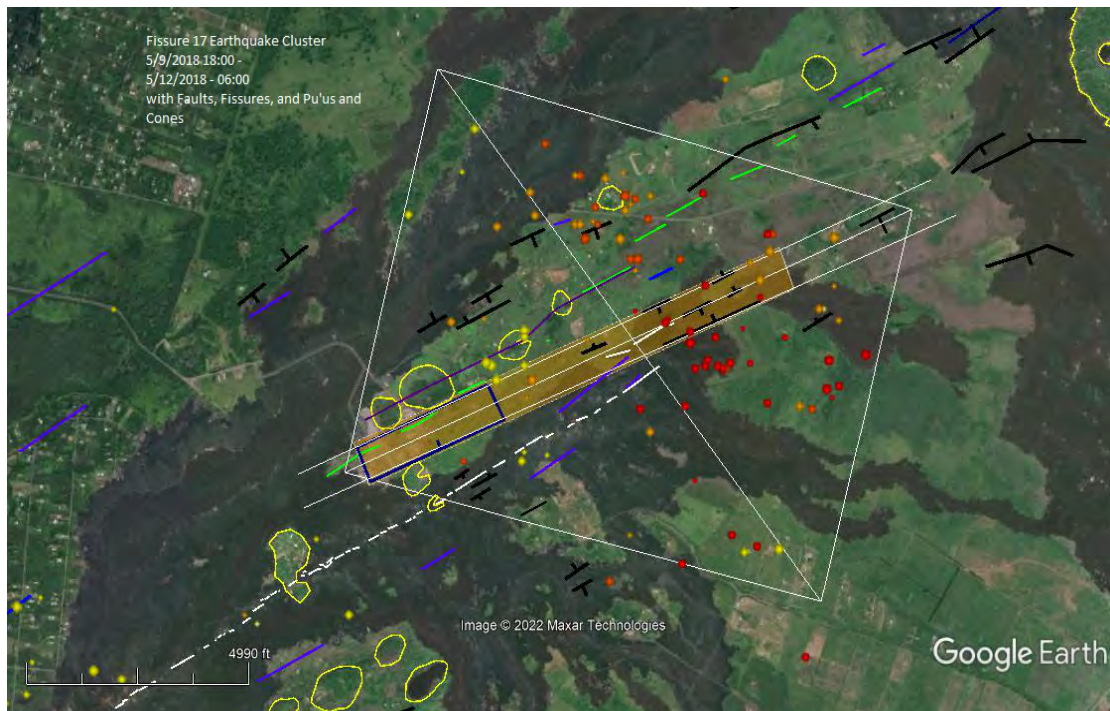 Fissure 17 Earthquake Cluster
5/9/2018 18:00 -
5/12/2018 - 06:00
with Faults, Fissures, and Pu'us and
Cones
Image © 2022 Maxar Technologies
4990 ft
Google Earth